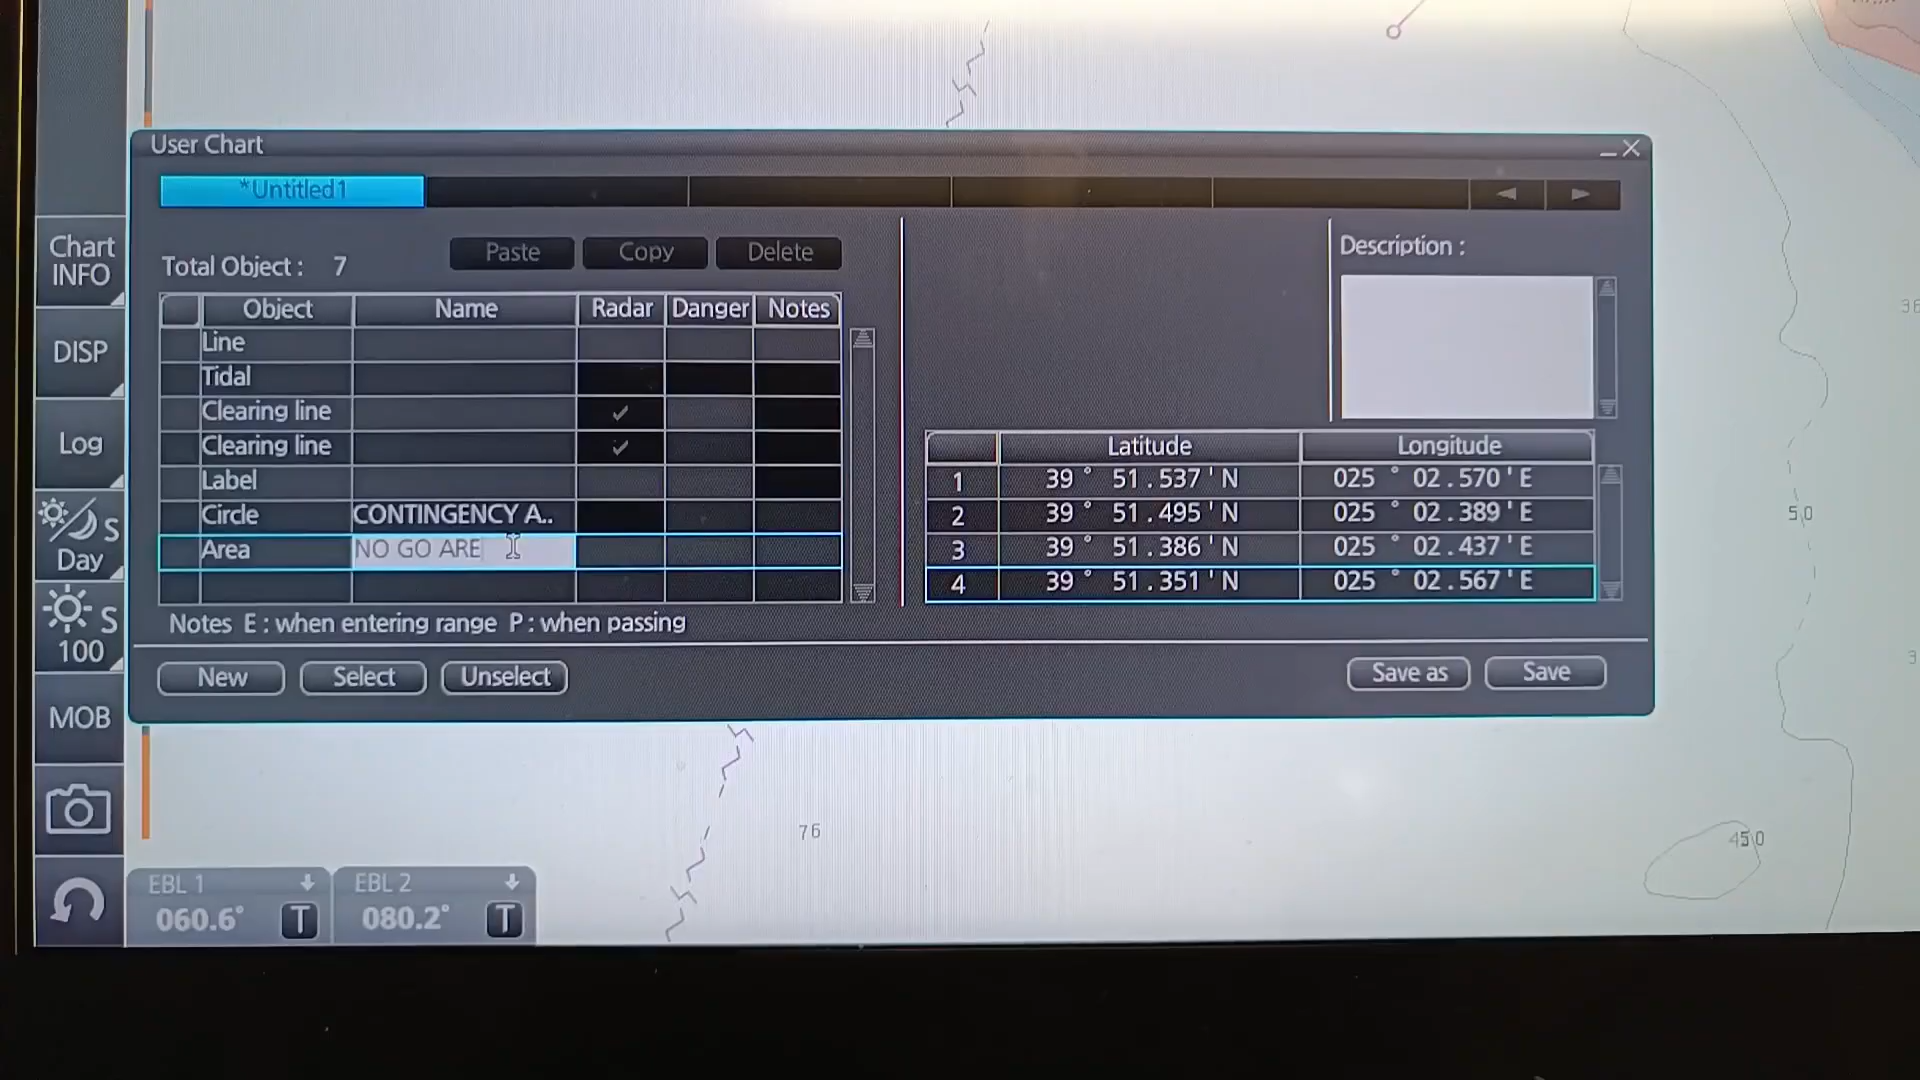 User Chart
*Untitled1
Chart INFO
DISP
Log
S
Day
S
100
MOB
Total Object : 7
Paste Copy Delete
Object Name Radar Danger Notes
Line
Tidal
Clearing line ✓
Clearing line ✓
Label
Circle CONTINGENCY A..
Area NO GO ARE
Notes E : when entering range P : when passing
Description :
Latitude Longitude
1 39 ° 51 . 537 ' N 025 ° 02 . 570 ' E
2 39 ° 51 . 495 ' N 025 ° 02 . 389 ' E
3 39 ° 51 . 386 ' N 025 ° 02 . 437 ' E
4 39 ° 51 . 351 ' N 025 ° 02 . 567 ' E
New Select Unselect
Save as Save
36
50
3
76
450
EBL 1
060.6° T
EBL 2
080.2° T